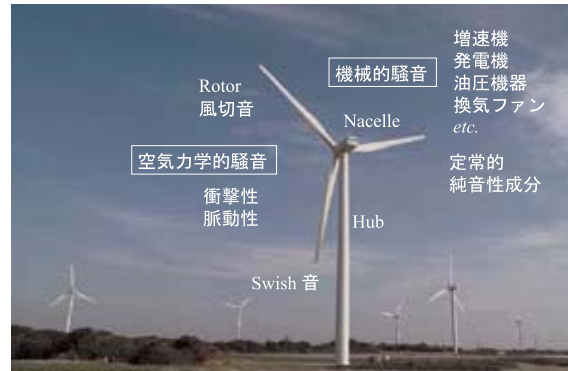 機械的騒音
増速機
発電機
油圧機器
換気ファン
etc.
定常的
純音性成分
Rotor
風切音
Nacelle
空気力学的騒音
衝撃性
脈動性
Hub
Swish 音